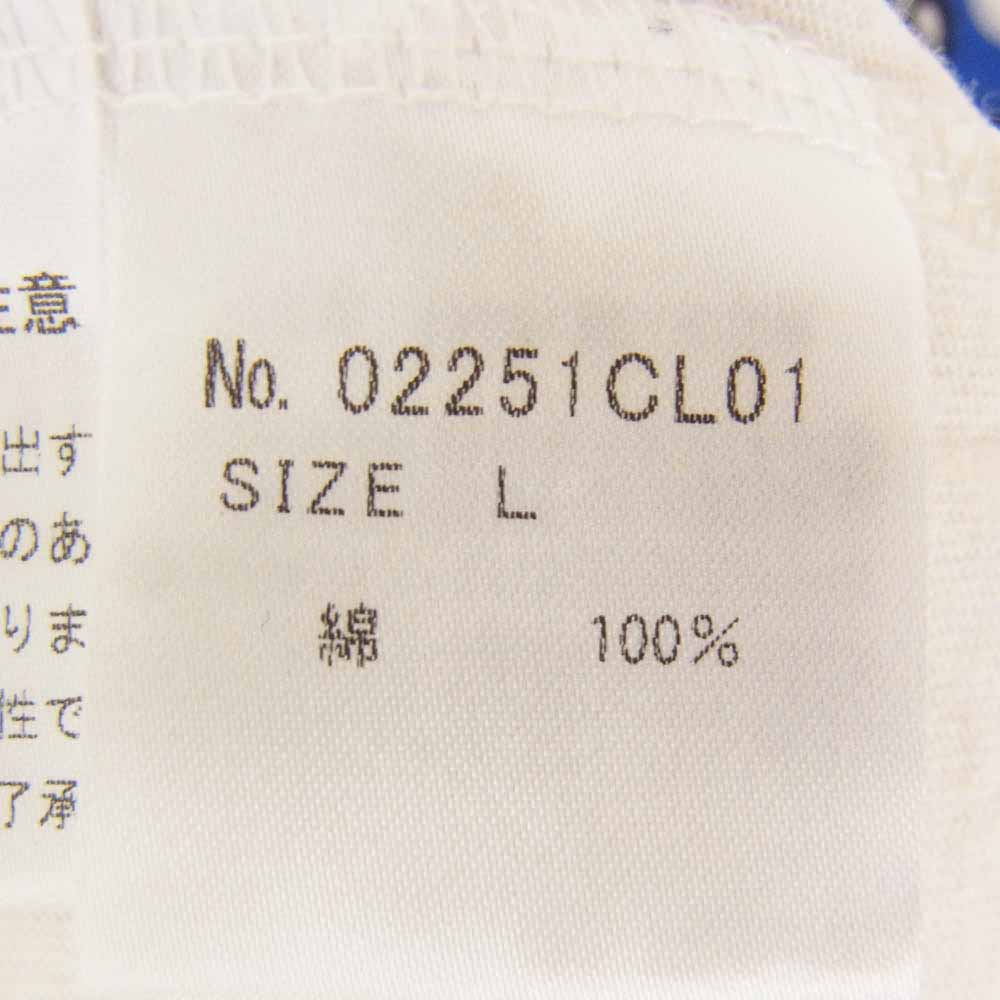 No. 02251CL01
SIZE L
綿 100%
注意
出す
のあ
りま
性で
了承